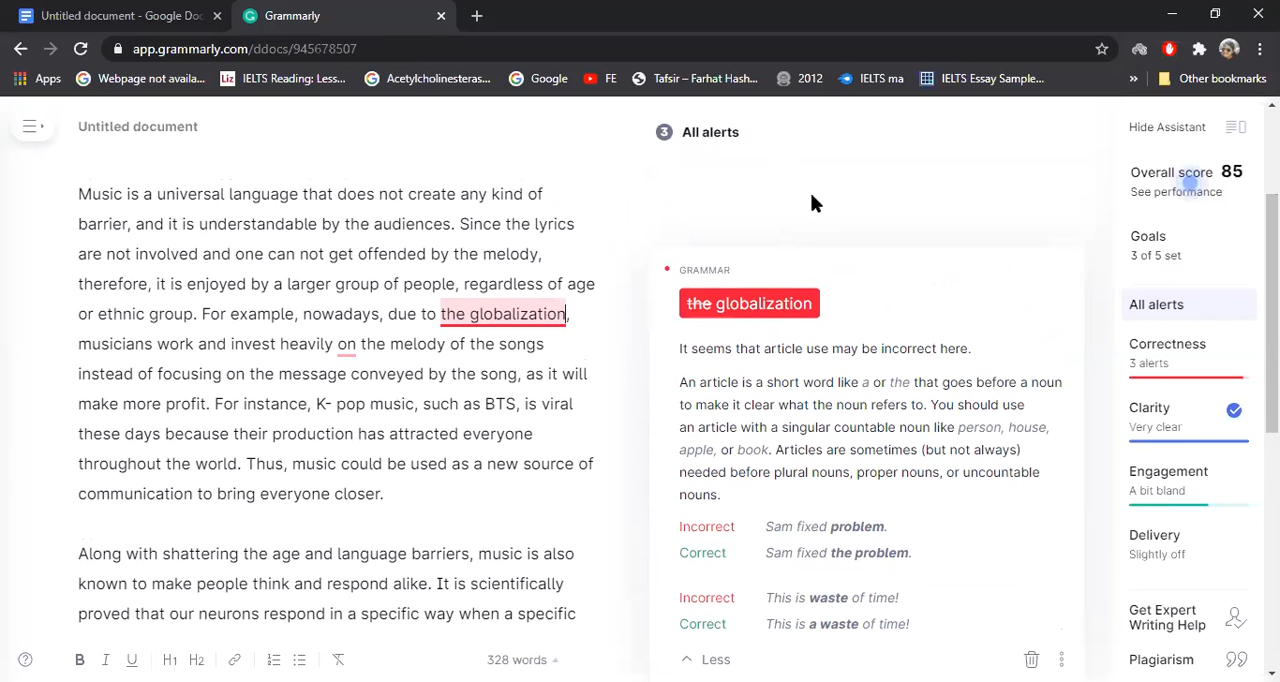 Untitled document - Google Doc
Grammarly
app.grammarly.com/ddocs/945678507
Apps
Webpage not availa...
Liz
IELTS Reading: Less...
Acetylcholinesteras...
Google
FE
Tafsir – Farhat Hash...
2012
IELTS ma
IELTS Essay Sample...
»
Other bookmarks
Untitled document
3 All alerts
Hide Assistant
Music is a universal language that does not create any kind of
barrier, and it is understandable by the audiences. Since the lyrics
are not involved and one can not get offended by the melody,
therefore, it is enjoyed by a larger group of people, regardless of age
or ethnic group. For example, nowadays, due to the globalization,
musicians work and invest heavily on the melody of the songs
instead of focusing on the message conveyed by the song, as it will
make more profit. For instance, K- pop music, such as BTS, is viral
these days because their production has attracted everyone
throughout the world. Thus, music could be used as a new source of
communication to bring everyone closer.
Along with shattering the age and language barriers, music is also
known to make people think and respond alike. It is scientifically
proved that our neurons respond in a specific way when a specific
B I U H1 H2
328 words
GRAMMAR
the globalization
It seems that article use may be incorrect here.
An article is a short word like a or the that goes before a noun
to make it clear what the noun refers to. You should use
an article with a singular countable noun like person, house,
apple, or book. Articles are sometimes (but not always)
needed before plural nouns, proper nouns, or uncountable
nouns.
Incorrect Sam fixed problem.
Correct Sam fixed the problem.
Incorrect This is waste of time!
Correct This is a waste of time!
Less
Overall score 85
See performance
Goals
3 of 5 set
All alerts
Correctness
3 alerts
Clarity
Very clear
Engagement
A bit bland
Delivery
Slightly off
Get Expert
Writing Help
Plagiarism